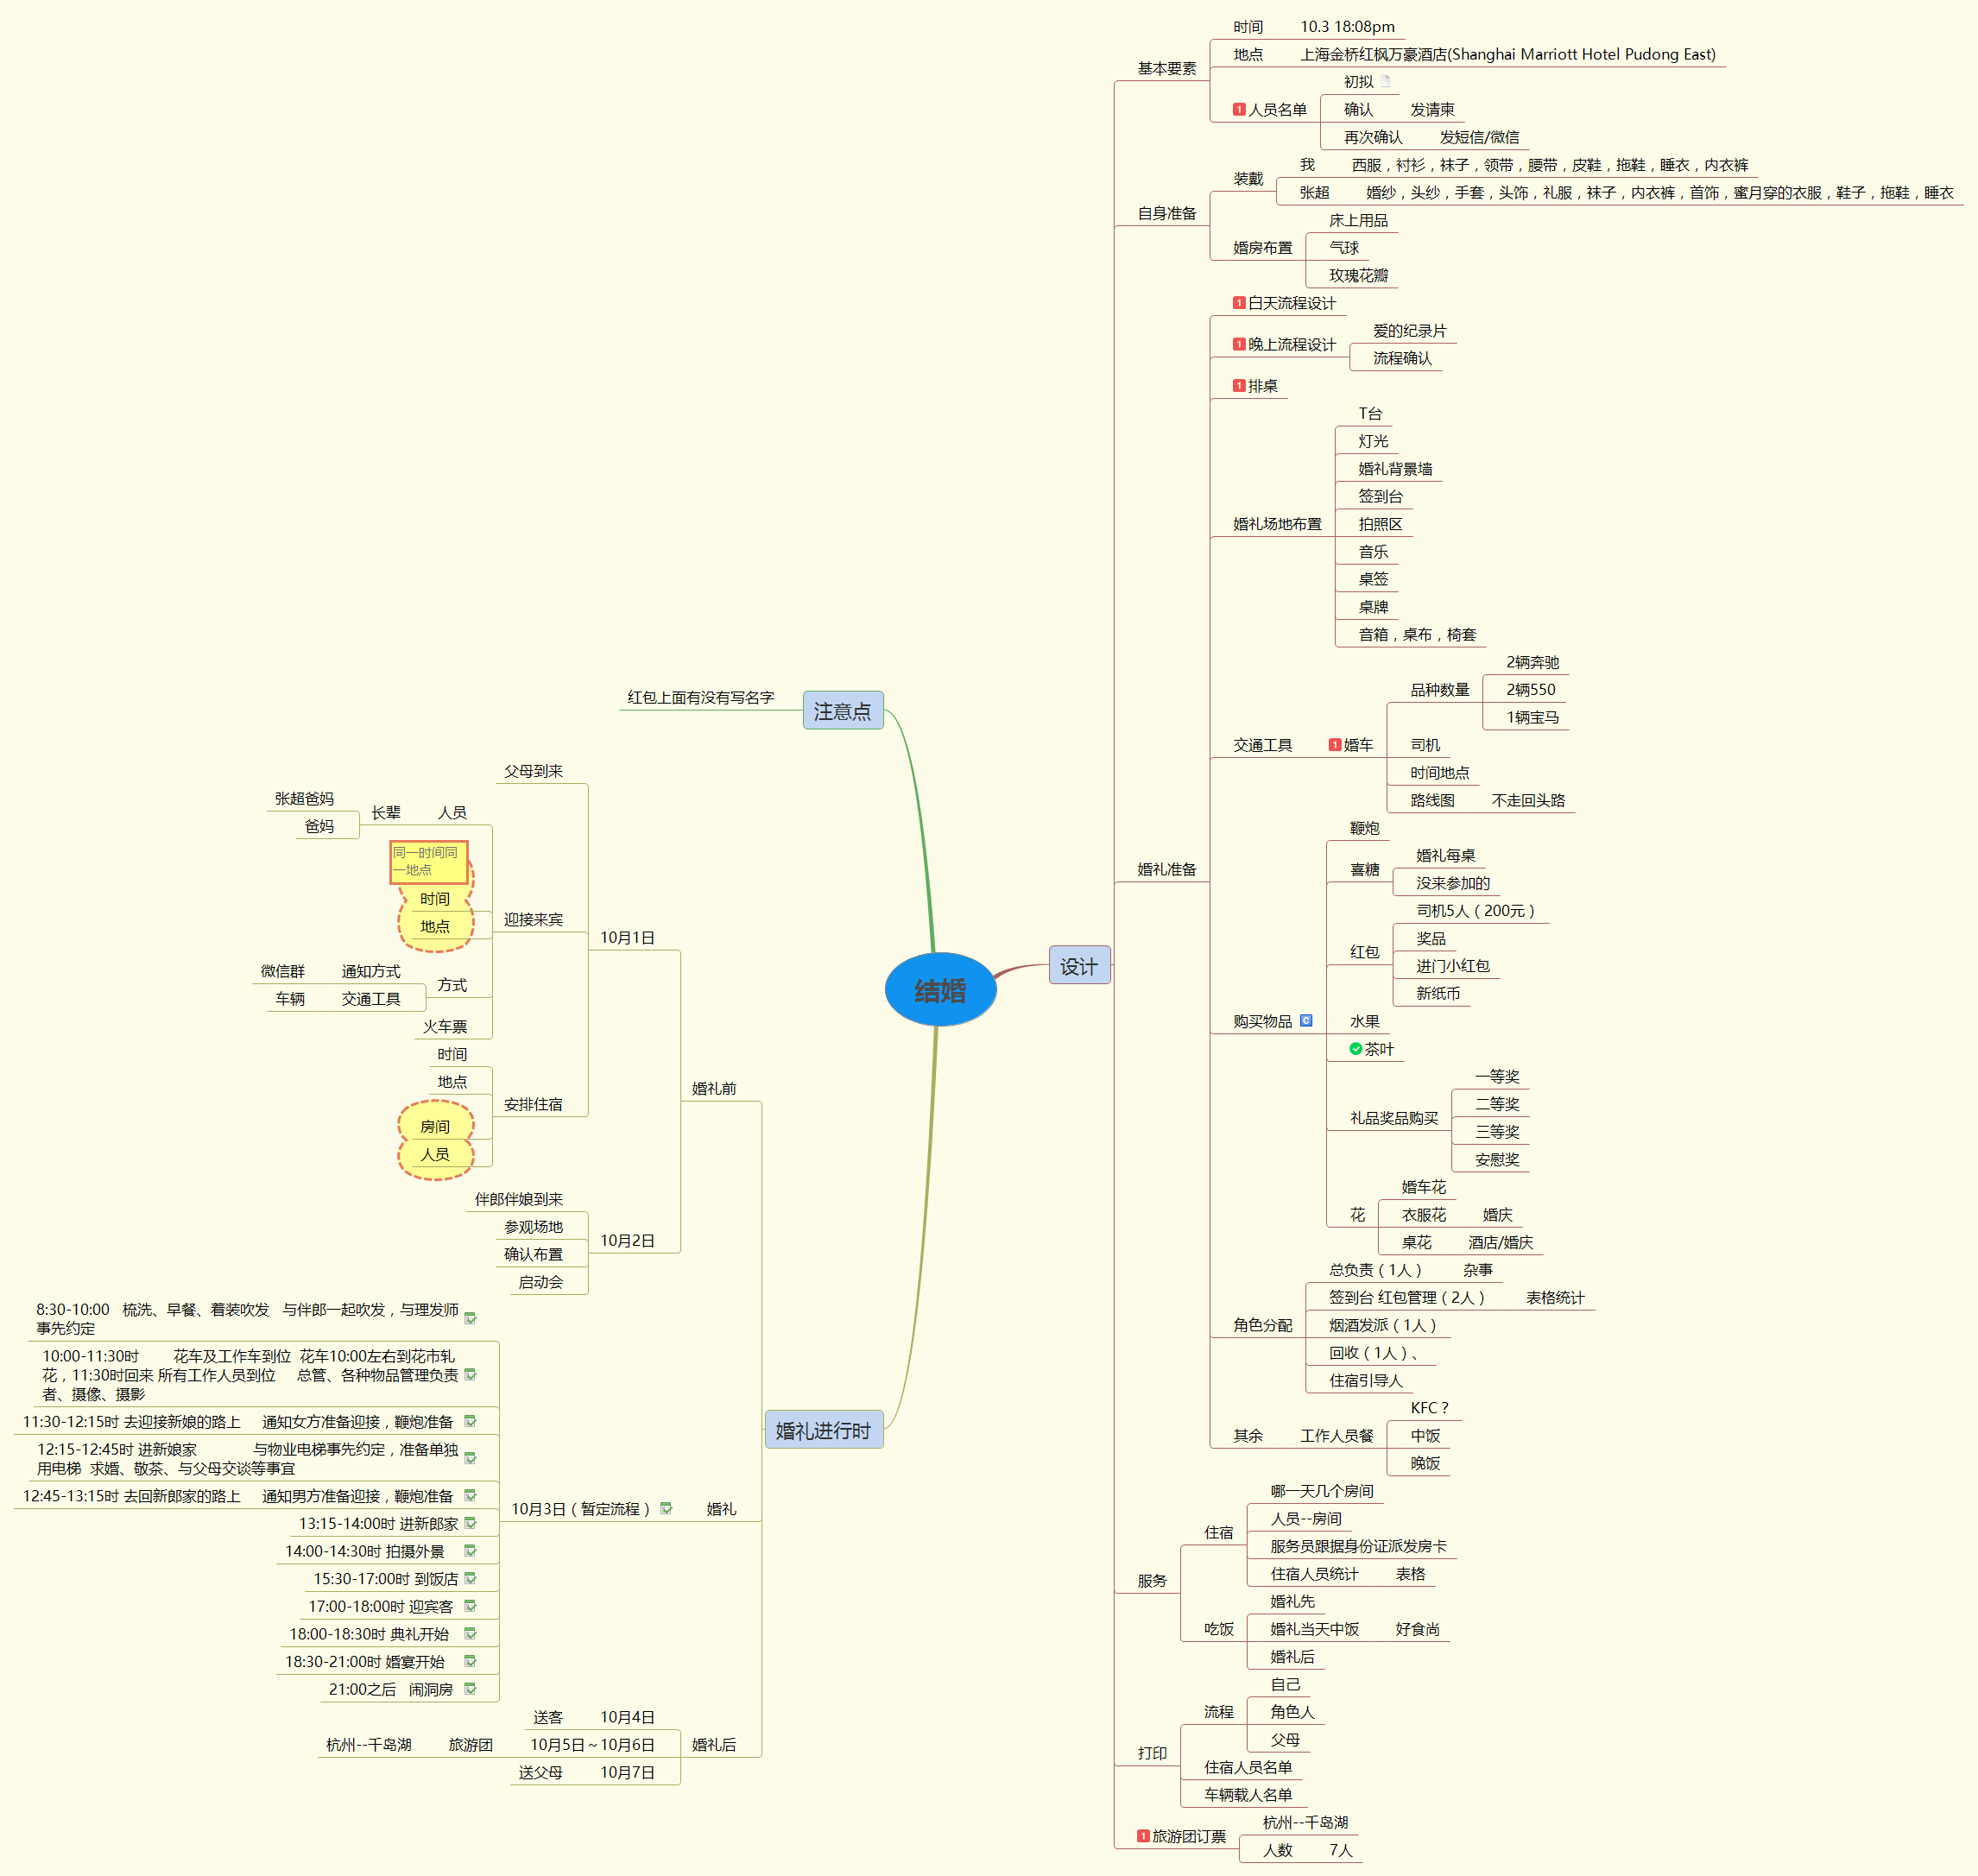 结婚
设计
基本要素
时间
10.3 18:08pm
地点
上海金桥红枫万豪酒店(Shanghai Marriott Hotel Pudong East)
1 人员名单
初拟
确认
发请柬
再次确认
发短信/微信
自身准备
装戴
我
西服，衬衫，袜子，领带，腰带，皮鞋，拖鞋，睡衣，内衣裤
张超
婚纱，头纱，手套，头饰，礼服，袜子，内衣裤，首饰，蜜月穿的衣服，鞋子，拖鞋，睡衣
婚房布置
床上用品
气球
玫瑰花瓣
婚礼准备
1 白天流程设计
1 晚上流程设计
爱的纪录片
流程确认
1 排桌
婚礼场地布置
T台
灯光
婚礼背景墙
签到台
拍照区
音乐
桌签
桌牌
音箱，桌布，椅套
交通工具
1 婚车
品种数量
2辆奔驰
2辆550
1辆宝马
司机
时间地点
路线图
不走回头路
购买物品 C
鞭炮
喜糖
婚礼每桌
没来参加的
红包
司机5人（200元）
奖品
进门小红包
新纸币
水果
茶叶
礼品奖品购买
一等奖
二等奖
三等奖
安慰奖
花
婚车花
衣服花
婚庆
桌花
酒店/婚庆
角色分配
总负责（1人）
杂事
签到台 红包管理（2人）
表格统计
烟酒发派（1人）
回收（1人）、
住宿引导人
其余
工作人员餐
KFC？
中饭
晚饭
服务
住宿
哪一天几个房间
人员--房间
服务员跟据身份证派发房卡
住宿人员统计
表格
吃饭
婚礼先
婚礼当天中饭
好食尚
婚礼后
打印
流程
自己
角色人
父母
住宿人员名单
车辆载人名单
1 旅游团订票
杭州--千岛湖
人数
7人
注意点
红包上面有没有写名字
婚礼进行时
婚礼前
10月1日
父母到来
迎接来宾
人员
长辈
张超爸妈
爸妈
同一时间同
一地点
时间
地点
方式
通知方式
微信群
交通工具
车辆
火车票
安排住宿
时间
地点
房间
人员
10月2日
伴郎伴娘到来
参观场地
确认布置
启动会
婚礼
10月3日（暂定流程）
8:30-10:00 梳洗、早餐、着装吹发 与伴郎一起吹发，与理发师
事先约定
10:00-11:30时 花车及工作车到位 花车10:00左右到花市轧
花，11:30时回来 所有工作人员到位 总管、各种物品管理负责
者、摄像、摄影
11:30-12:15时 去迎接新娘的路上 通知女方准备迎接，鞭炮准备
12:15-12:45时 进新娘家 与物业电梯事先约定，准备单独
用电梯 求婚、敬茶、与父母交谈等事宜
12:45-13:15时 去回新郎家的路上 通知男方准备迎接，鞭炮准备
13:15-14:00时 进新郎家
14:00-14:30时 拍摄外景
15:30-17:00时 到饭店
17:00-18:00时 迎宾客
18:00-18:30时 典礼开始
18:30-21:00时 婚宴开始
21:00之后 闹洞房
婚礼后
10月4日
送客
10月5日～10月6日
旅游团
杭州--千岛湖
10月7日
送父母